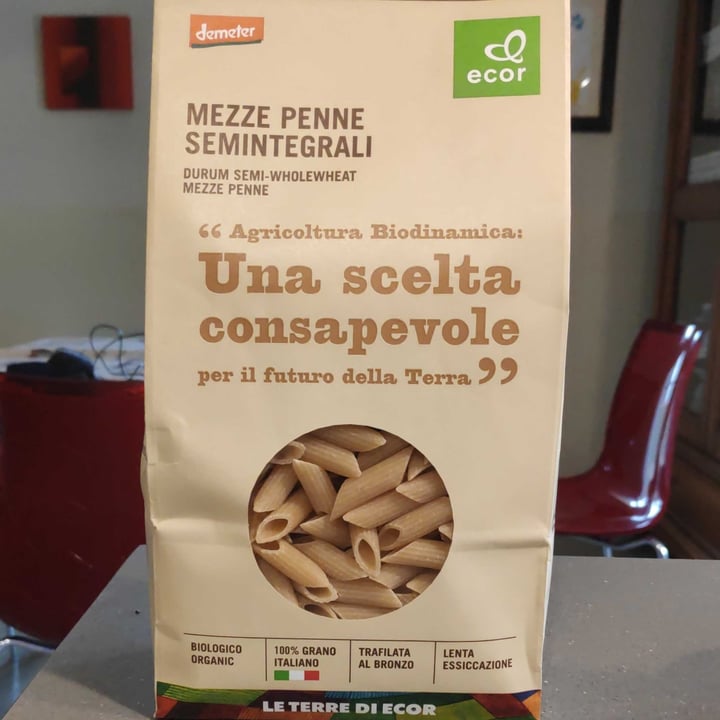 demeter
ecor
MEZZE PENNE
SEMINTEGRALI
DURUM SEMI-WHOLEWHEAT
MEZZE PENNE
“ Agricoltura Biodinamica:
Una scelta
consapevole
per il futuro della Terra ”
BIOLOGICO
ORGANIC
100% GRANO
ITALIANO
TRAFILATA
AL BRONZO
LENTA
ESSICCAZIONE
LE TERRE DI ECOR